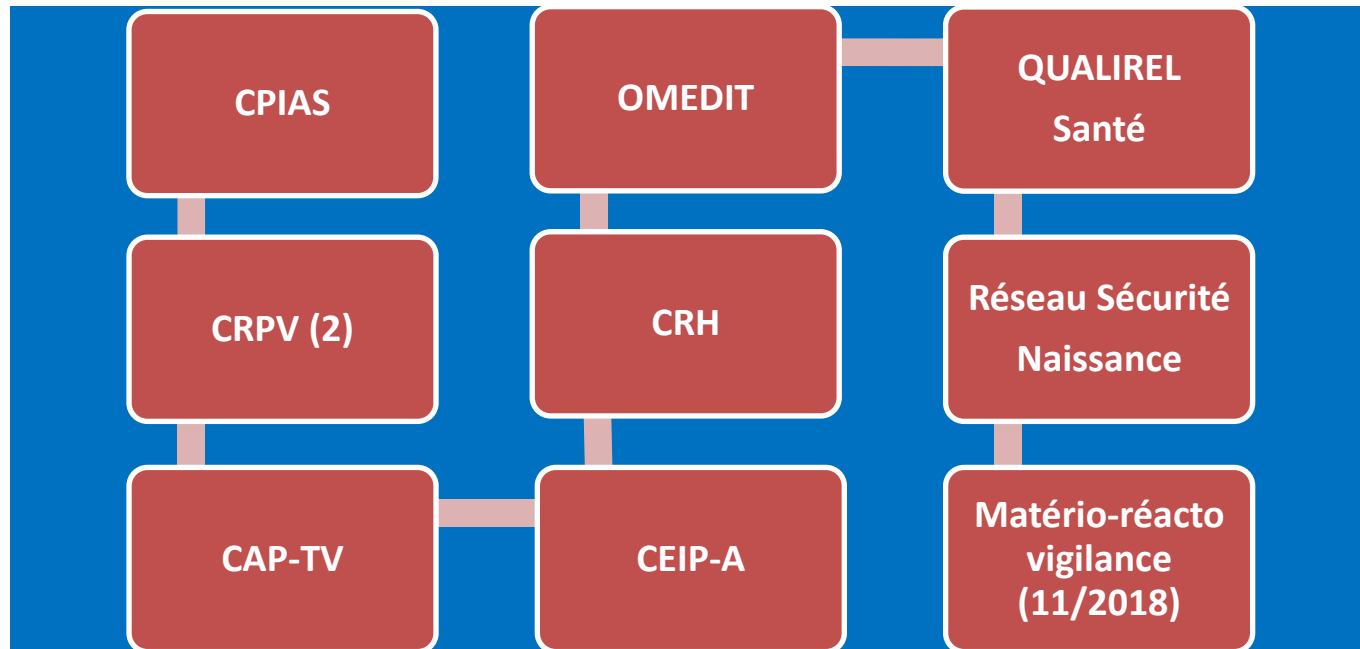 CPIAS
CRPV (2)
CAP-TV
CEIP-A
CRH
OMEDIT
QUALIREL
Santé
Réseau Sécurité
Naissance
Matério-réacto
vigilance
(11/2018)